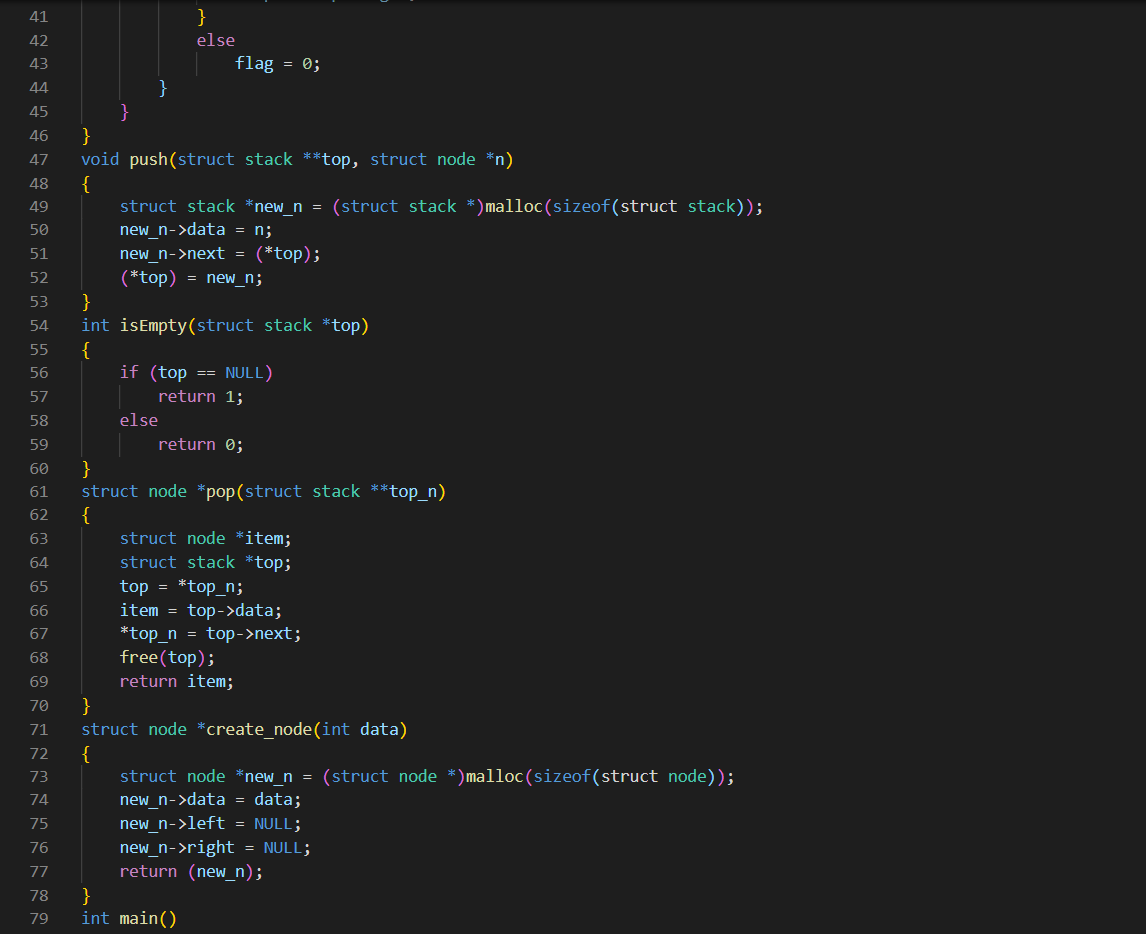 41 }
42 else
43 flag = 0;
44 }
45 }
46 }
47 void push(struct stack **top, struct node *n)
48 {
49 struct stack *new_n = (struct stack *)malloc(sizeof(struct stack));
50 new_n->data = n;
51 new_n->next = (*top);
52 (*top) = new_n;
53 }
54 int isEmpty(struct stack *top)
55 {
56 if (top == NULL)
57 return 1;
58 else
59 return 0;
60 }
61 struct node *pop(struct stack **top_n)
62 {
63 struct node *item;
64 struct stack *top;
65 top = *top_n;
66 item = top->data;
67 *top_n = top->next;
68 free(top);
69 return item;
70 }
71 struct node *create_node(int data)
72 {
73 struct node *new_n = (struct node *)malloc(sizeof(struct node));
74 new_n->data = data;
75 new_n->left = NULL;
76 new_n->right = NULL;
77 return (new_n);
78 }
79 int main()